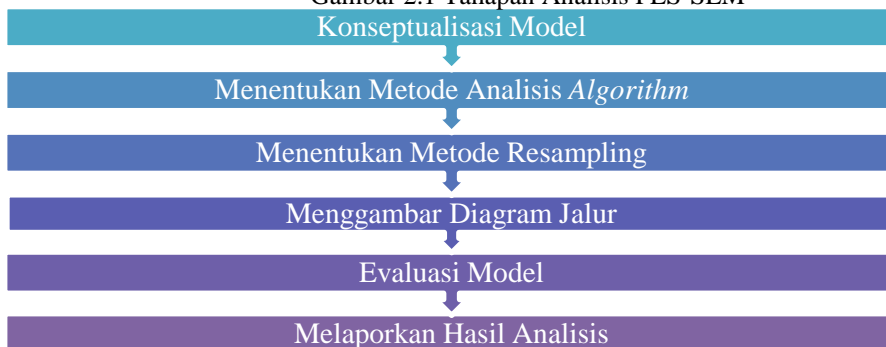 Gambar 2.1 Tahapan Analisis PLS-SEM
Konseptualisasi Model
Menentukan Metode Analisis Algorithm
Menentukan Metode Resampling
Menggambar Diagram Jalur
Evaluasi Model
Melaporkan Hasil Analisis